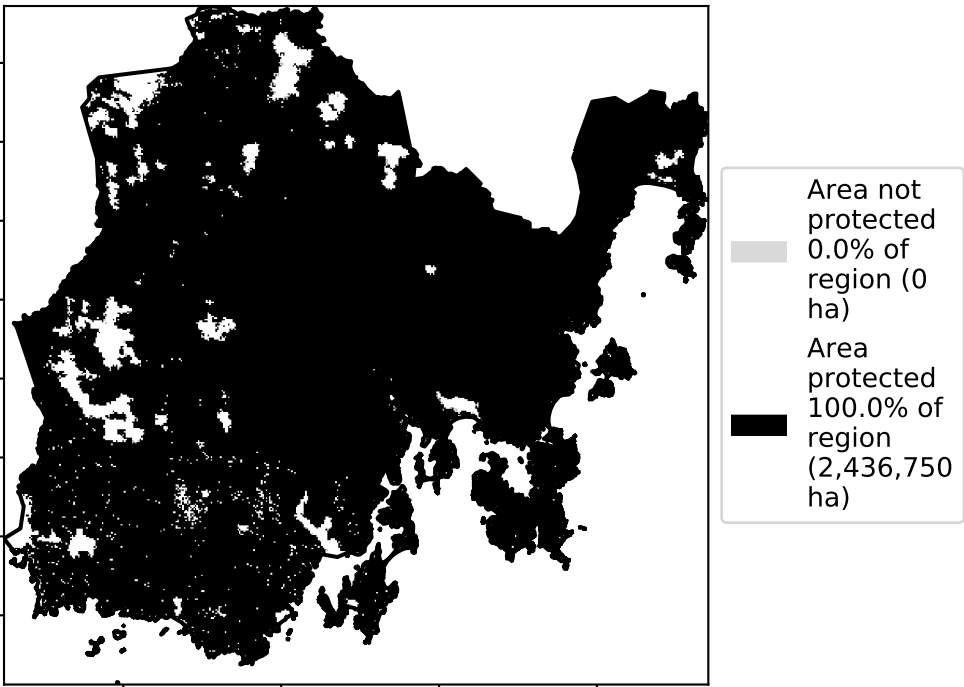 Area not
protected
0.0% of
region (0
ha)
Area
protected
100.0% of
region
(2,436,750
ha)